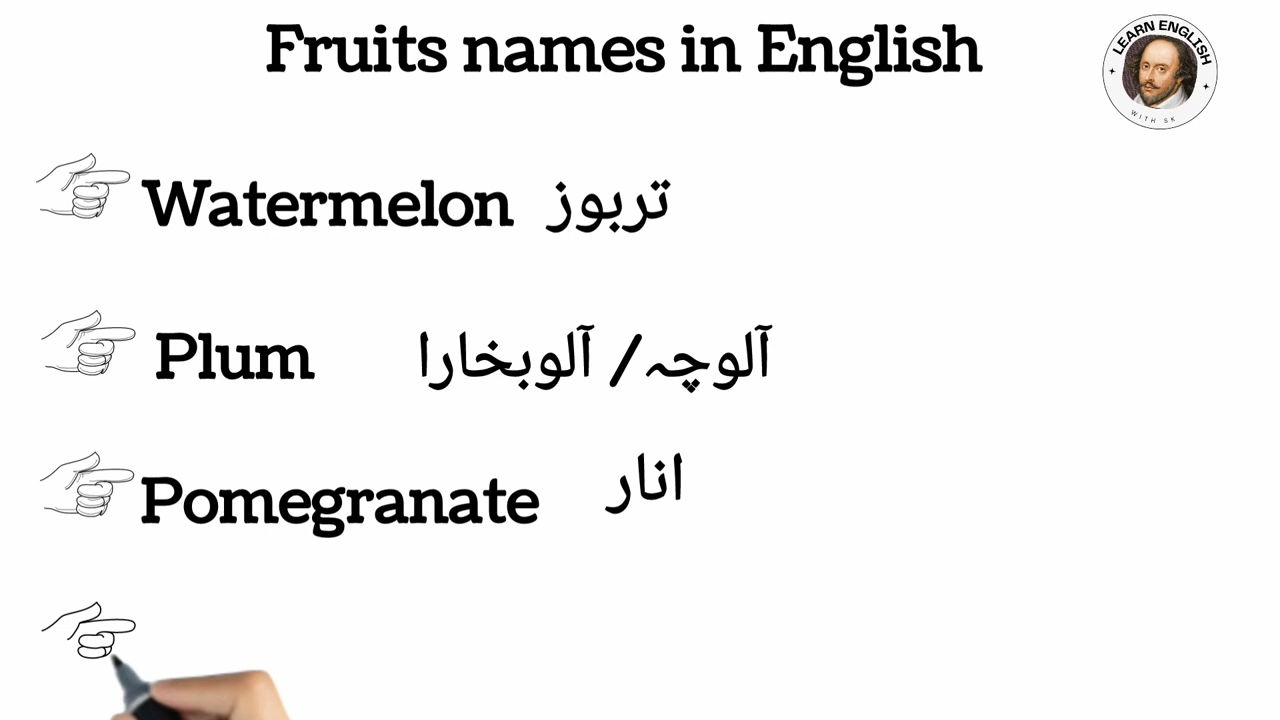 Fruits names in English
LEARN ENGLISH
WITH SK
Watermelon تربوز
Plum آلوچہ/ آلوبخارا
Pomegranate انار